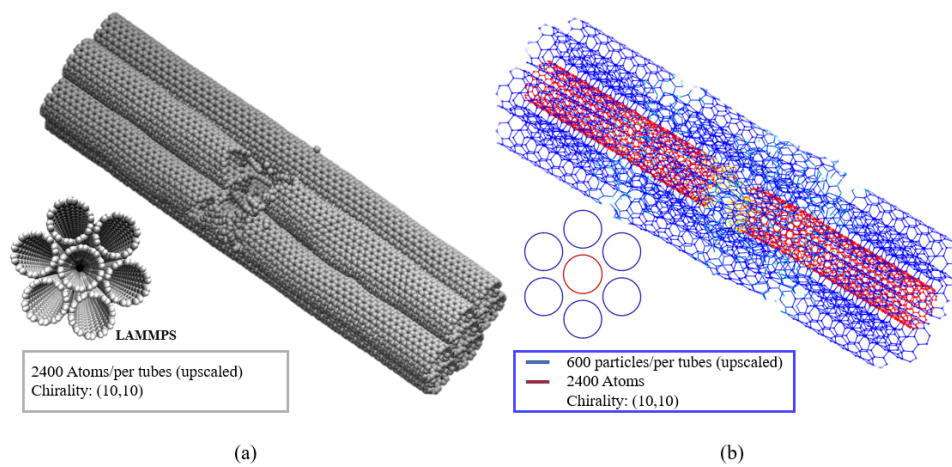 LAMMPS
2400 Atoms/per tubes (upscaled)
Chirality: (10,10)
600 particles/per tubes (upscaled)
2400 Atoms
Chirality: (10,10)
(a)
(b)